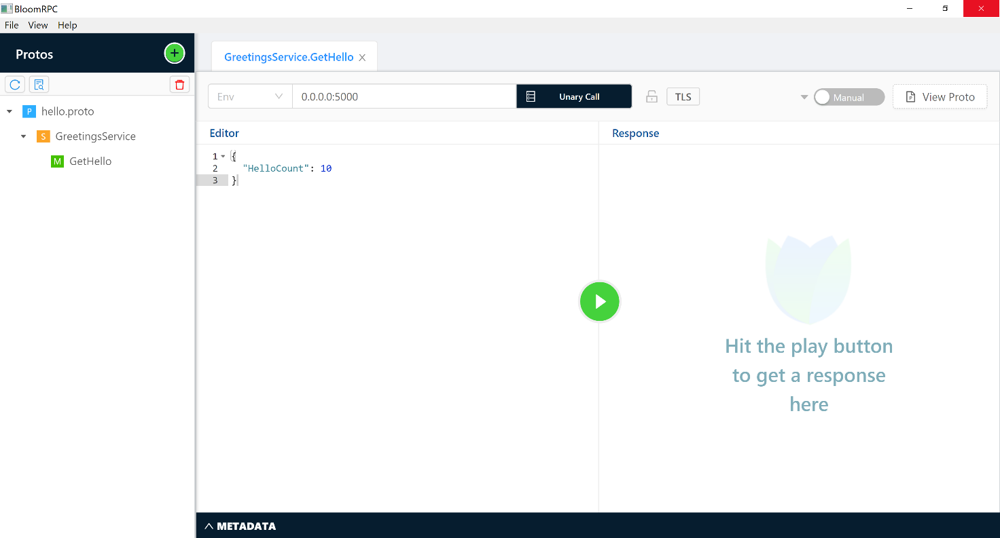 BloomRPC
File View Help
Protos
GreetingsService.GetHello
Env
0.0.0.0:5000
Unary Call
TLS
Manual
View Proto
P hello.proto
S GreetingsService
M GetHello
Editor
1 {
2 "HelloCount": 10
3 }
Response
Hit the play button
to get a response
here
METADATA